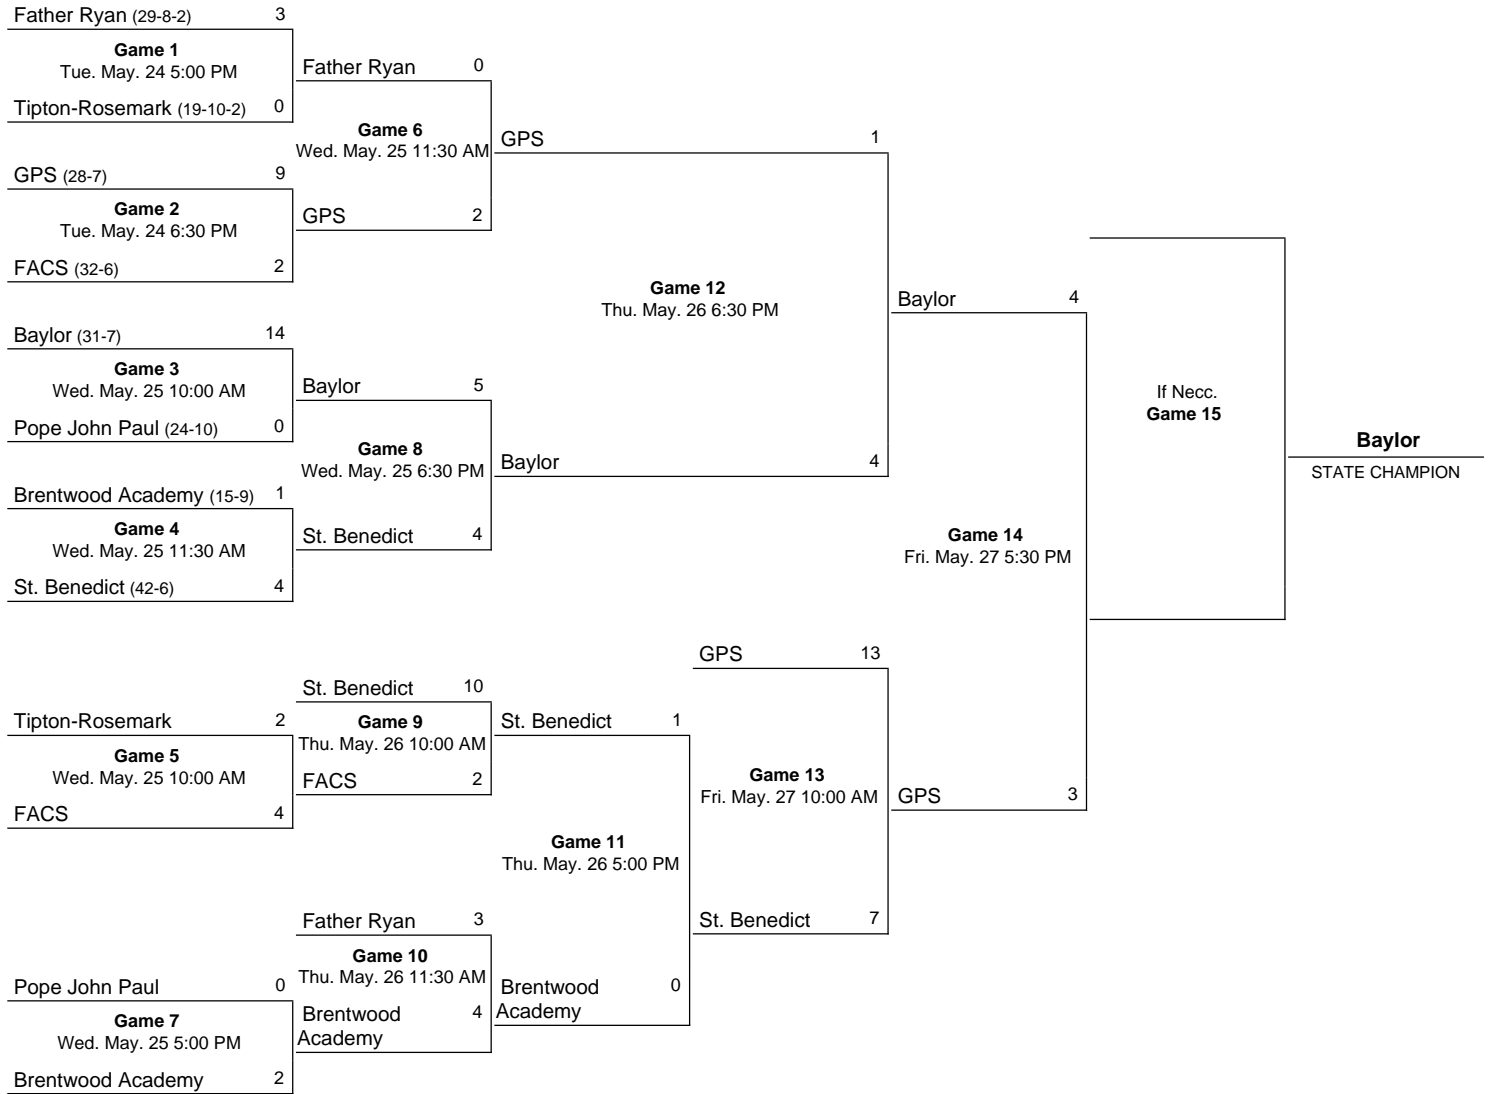 Father Ryan (29-8-2) 3
Game 1
Tue. May. 24 5:00 PM
Tipton-Rosemark (19-10-2) 0
GPS (28-7) 9
Game 2
Tue. May. 24 6:30 PM
FACS (32-6) 2
Baylor (31-7) 14
Game 3
Wed. May. 25 10:00 AM
Pope John Paul (24-10) 0
Brentwood Academy (15-9) 1
Game 4
Wed. May. 25 11:30 AM
St. Benedict (42-6) 4
Tipton-Rosemark 2
Game 5
Wed. May. 25 10:00 AM
FACS 4
Pope John Paul 0
Game 7
Wed. May. 25 5:00 PM
Brentwood Academy 2
Father Ryan 0
Game 6
Wed. May. 25 11:30 AM
GPS 2
Baylor 5
Game 8
Wed. May. 25 6:30 PM
St. Benedict 4
St. Benedict 10
Game 9
Thu. May. 26 10:00 AM
FACS 2
Father Ryan 3
Game 10
Thu. May. 26 11:30 AM
Brentwood 4
Academy
GPS 1
Game 12
Thu. May. 26 6:30 PM
Baylor 4
St. Benedict 1
Game 11
Thu. May. 26 5:00 PM
Brentwood 0
Academy
GPS 13
Game 13
Fri. May. 27 10:00 AM
St. Benedict 7
Baylor 4
Game 14
Fri. May. 27 5:30 PM
GPS 3
If Necc.
Game 15
Baylor
STATE CHAMPION